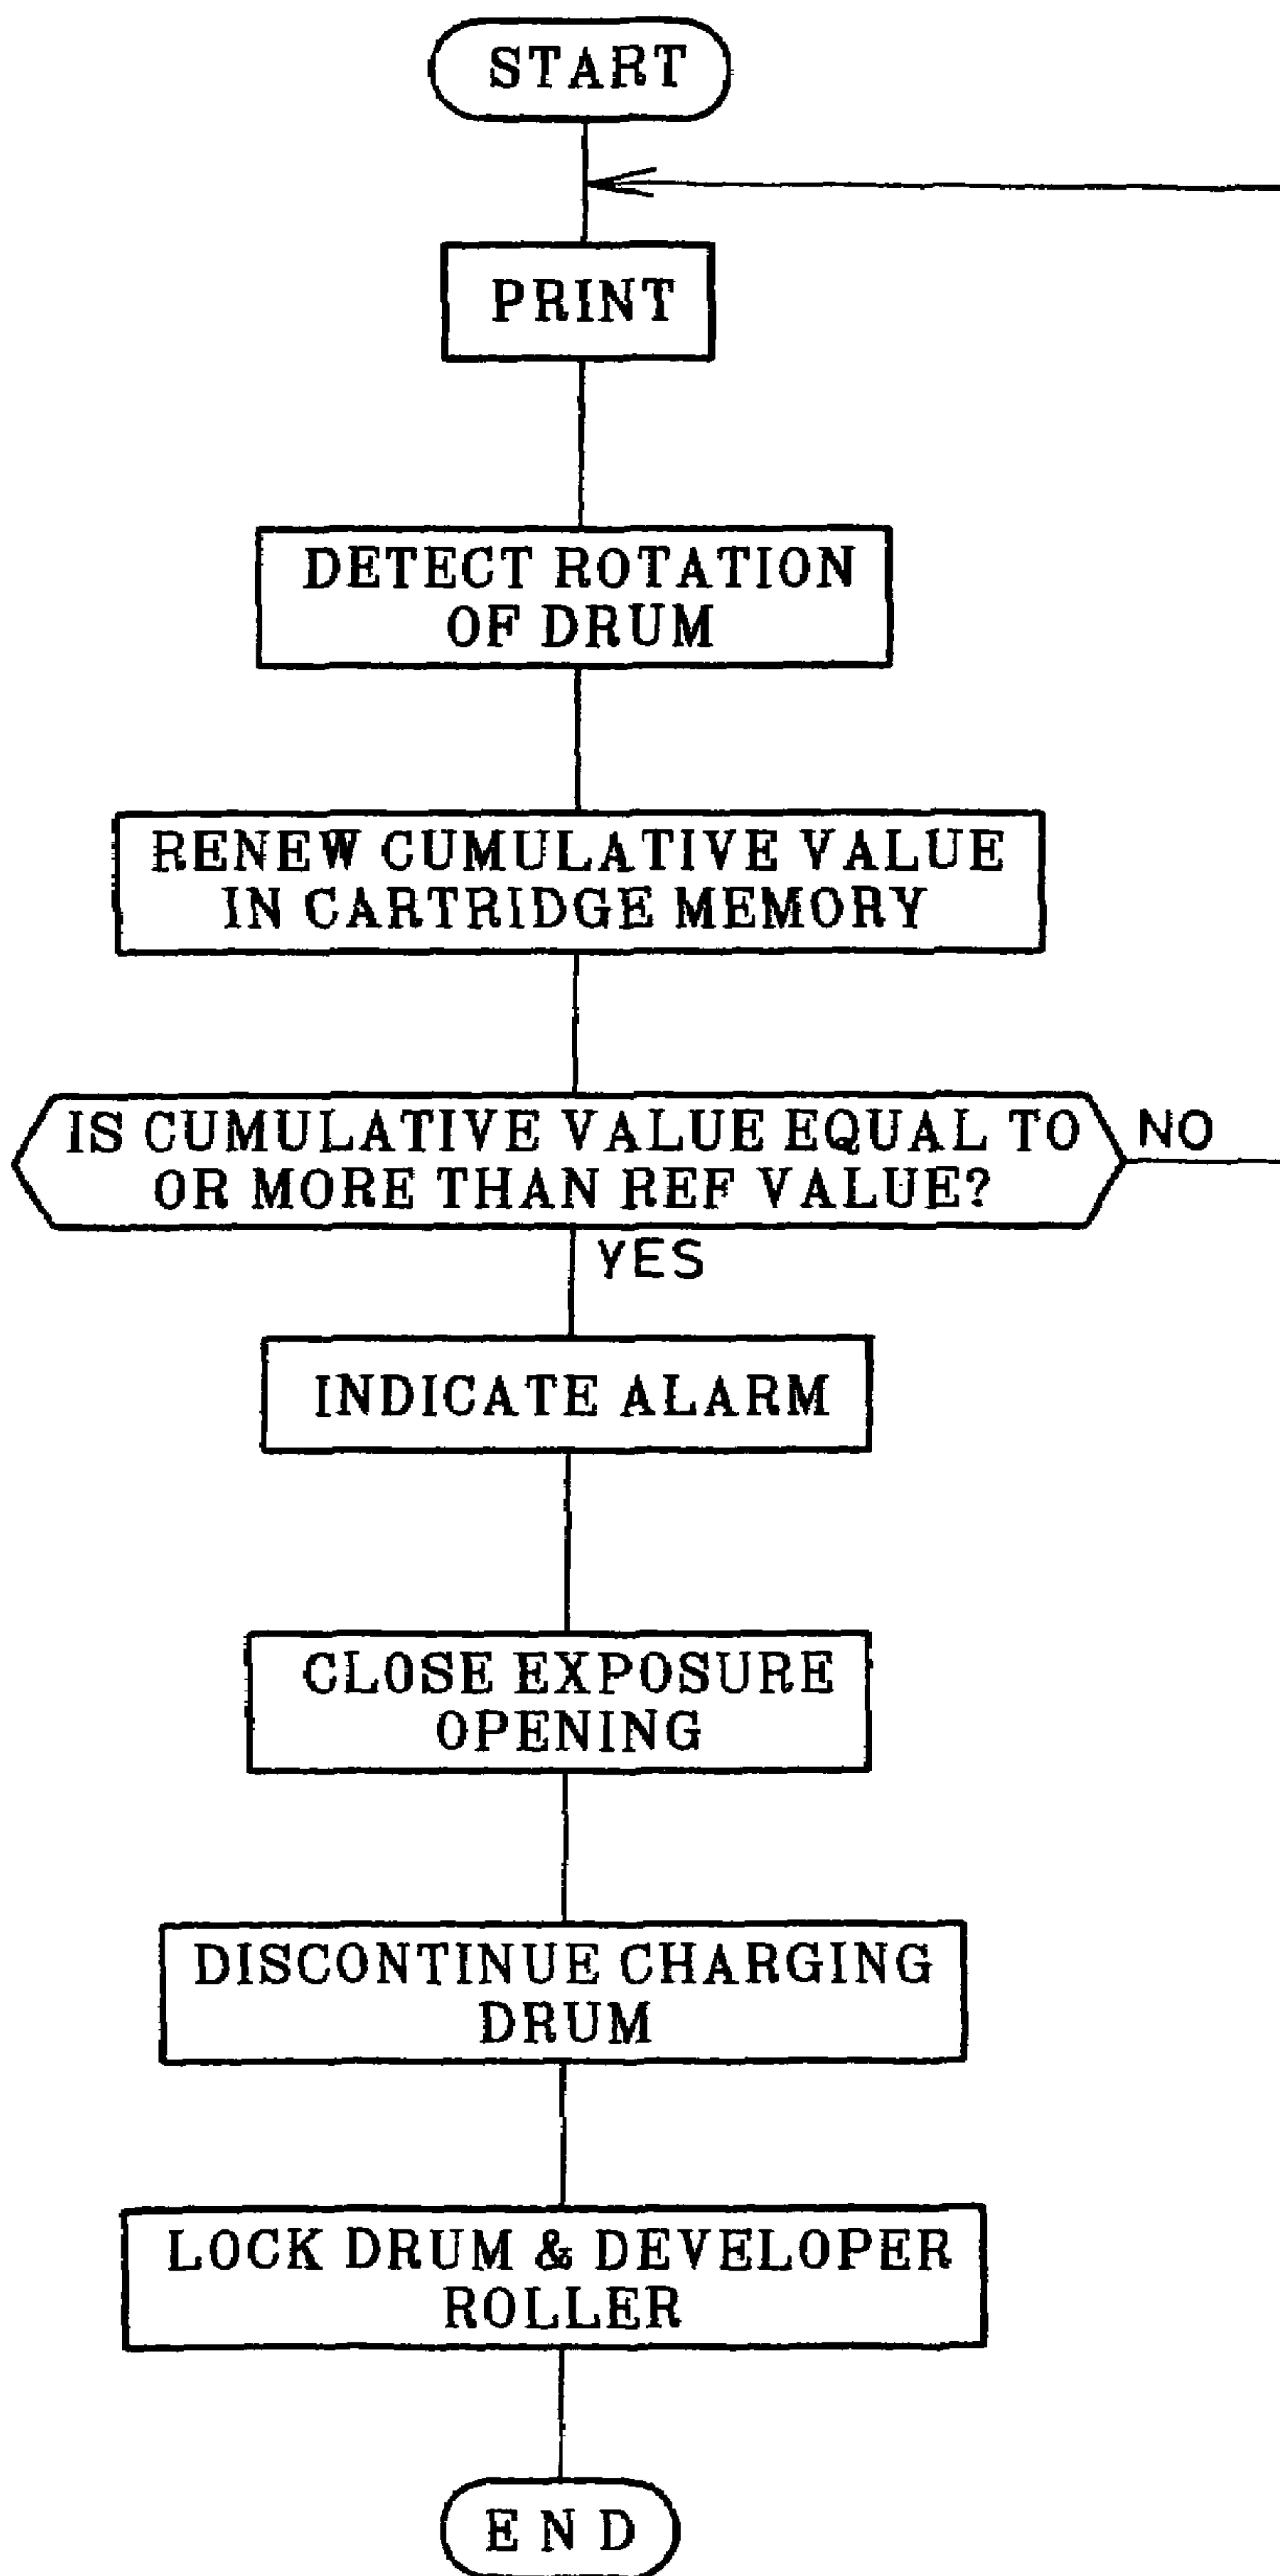 START
PRINT
DETECT ROTATION
OF DRUM
RENEW CUMULATIVE VALUE
IN CARTRIDGE MEMORY
IS CUMULATIVE VALUE EQUAL TO
OR MORE THAN REF VALUE?
NO
YES
INDICATE ALARM
CLOSE EXPOSURE
OPENING
DISCONTINUE CHARGING
DRUM
LOCK DRUM & DEVELOPER
ROLLER
END